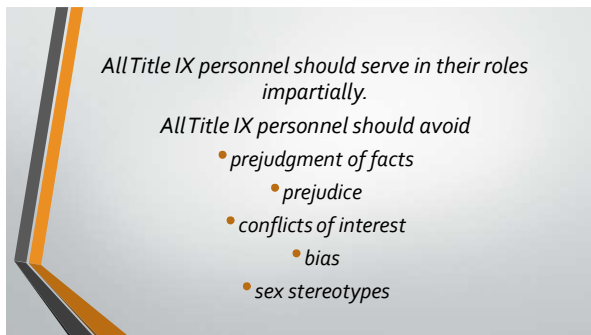 All Title IX personnel should serve in their roles
impartially.
All Title IX personnel should avoid
•prejudgment of facts
•prejudice
•conflicts of interest
•bias
•sex stereotypes